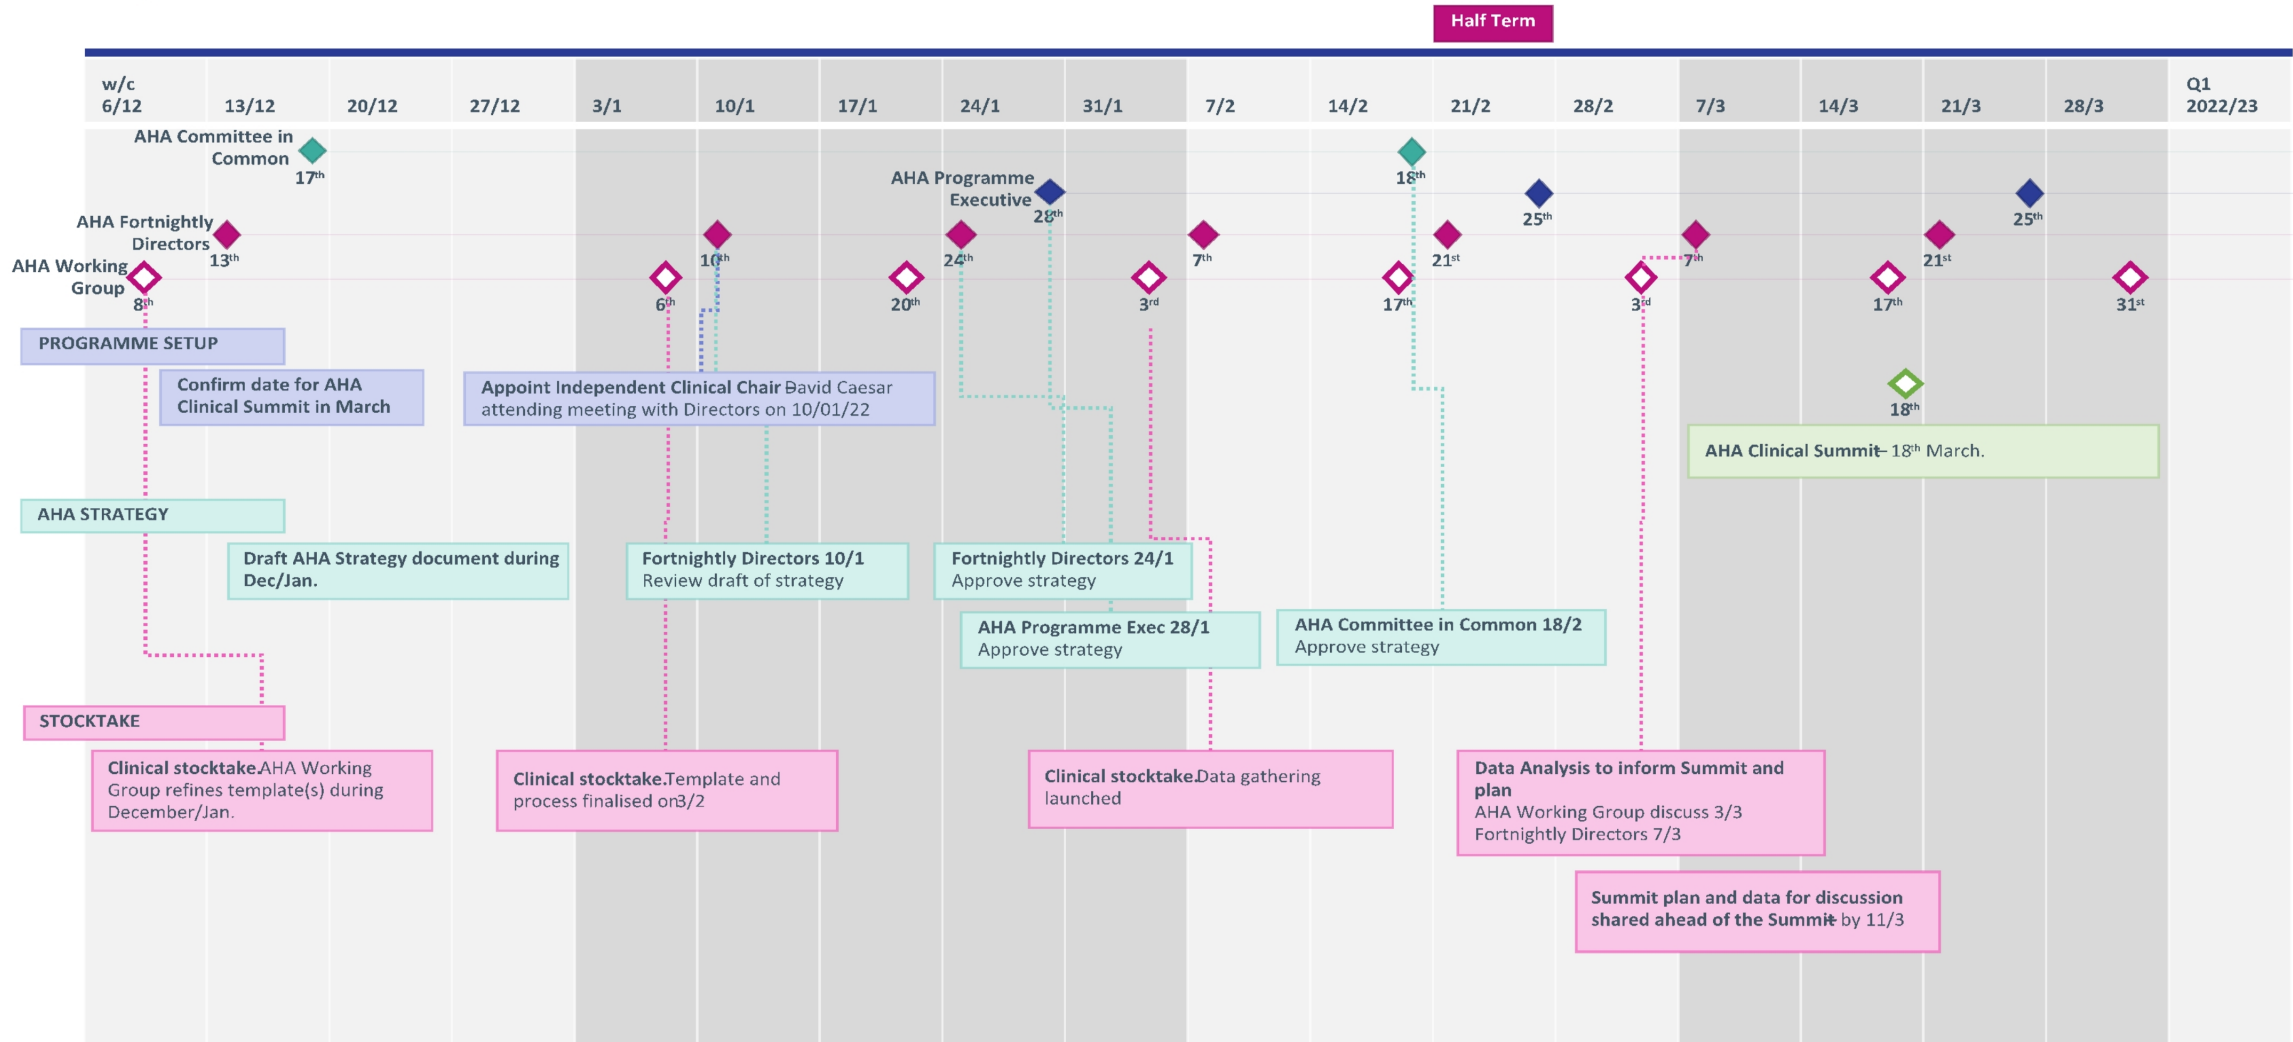 Half Term
w/c
6/12 13/12 20/12 27/12 3/1 10/1 17/1 24/1 31/1 7/2 14/2 21/2 28/2 7/3 14/3 21/3 28/3
Q1
2022/23
AHA Committee in
Common
17th
18th
AHA Programme
Executive
28th
25th
25th
AHA Fortnightly
Directors
13th
10th
24th
7th
21st
7th
21st
AHA Working
Group
8th
6th
20th
3rd
17th
3rd
17th
31st
PROGRAMME SETUP
Confirm date for AHA
Clinical Summit in March
Appoint Independent Clinical Chair – David Caesar
attending meeting with Directors on 10/01/22
18th
AHA Clinical Summit – 18th March.
AHA STRATEGY
Draft AHA Strategy document during
Dec/Jan.
Fortnightly Directors 10/1
Review draft of strategy
Fortnightly Directors 24/1
Approve strategy
AHA Programme Exec 28/1
Approve strategy
AHA Committee in Common 18/2
Approve strategy
STOCKTAKE
Clinical stocktake. AHA Working
Group refines template(s) during
December/Jan.
Clinical stocktake. Template and
process finalised on 3/2
Clinical stocktake. Data gathering
launched
Data Analysis to inform Summit and
plan
AHA Working Group discuss 3/3
Fortnightly Directors 7/3
Summit plan and data for discussion
shared ahead of the Summit – by 11/3